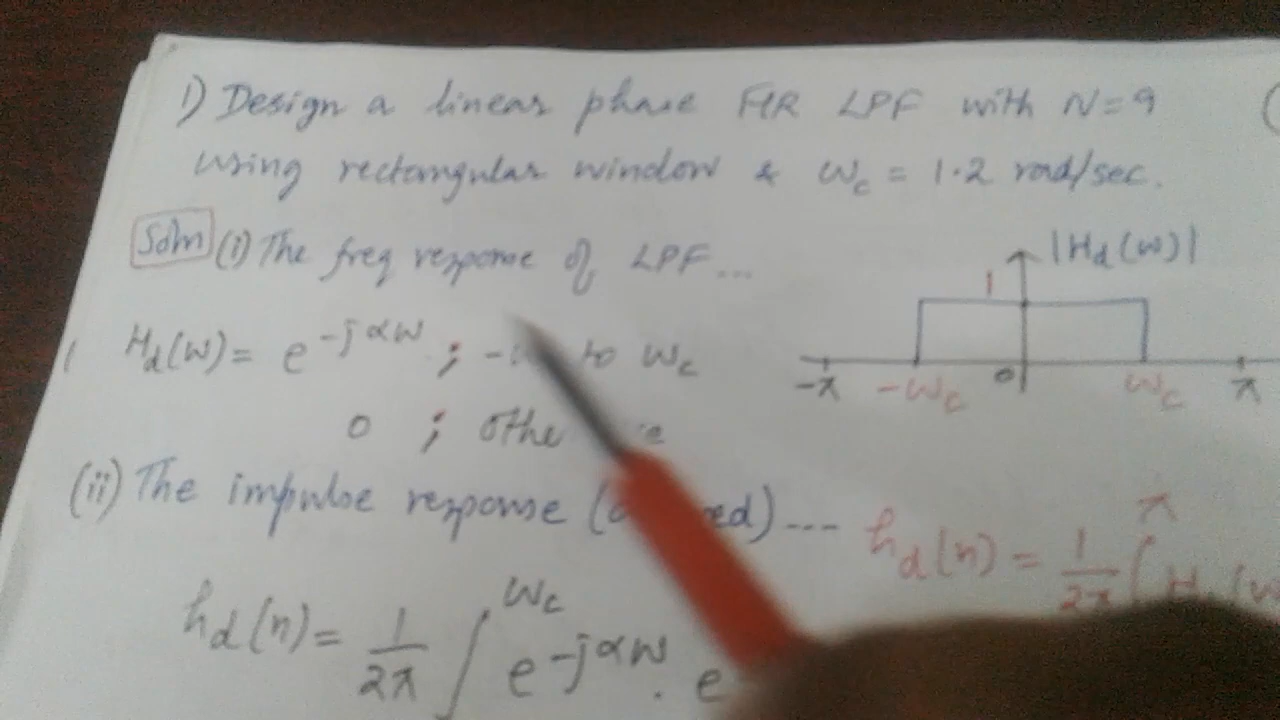 1) Design a linear phase FIR LPF with N=9
using rectangular window & ωc = 1.2 rad/sec.
Soln (i) The freq response of LPF...
|Hd(ω)|
1
Hd(ω) = e^-jαω ; - to ωc
-π -ωc 0 ωc π
0 ;
(ii) The impulse response ---
hd(n) = 1/2π ∫ π
hd(n) = 1/2π ∫ ωc e^-jαω . e